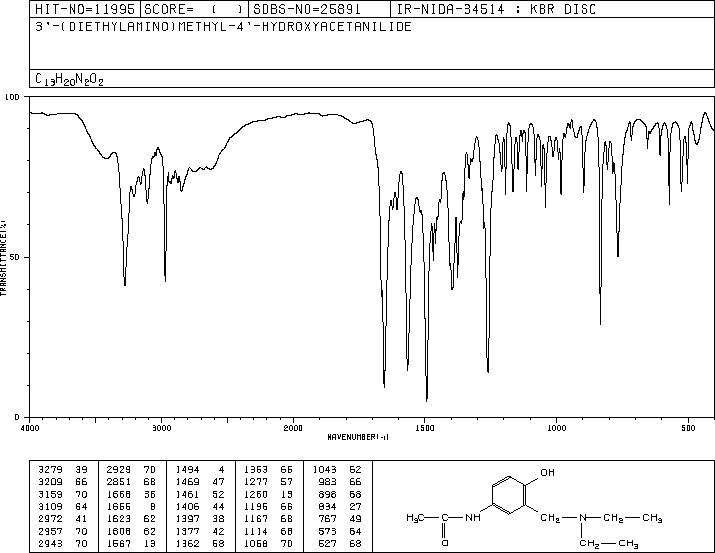 HIT-NO=11995 SCORE= ( ) SDBS-NO=25891 IR-NIDA-34514 : KBR DISC
3'-(DIETHYLAMINO)METHYL-4'-HYDROXYACETANILIDE
C13H20N2O2
100
50
0
TRANSMITTANCE(%)
4000 3000 2000 1500 1000 500
WAVENUMBER(-1)
3279 39 2929 70 1494 4 1363 66 1043 62
3209 66 2851 68 1469 47 1277 57 983 66
3159 70 1668 36 1461 52 1260 13 898 68
3109 64 1656 8 1406 44 1196 66 834 27
2972 41 1623 62 1397 38 1167 68 767 49
2957 70 1608 62 1377 42 1114 68 573 64
2943 70 1567 13 1362 68 1068 70 527 68
OH
H3C C NH CH2 N CH2 CH3
O CH2 CH3